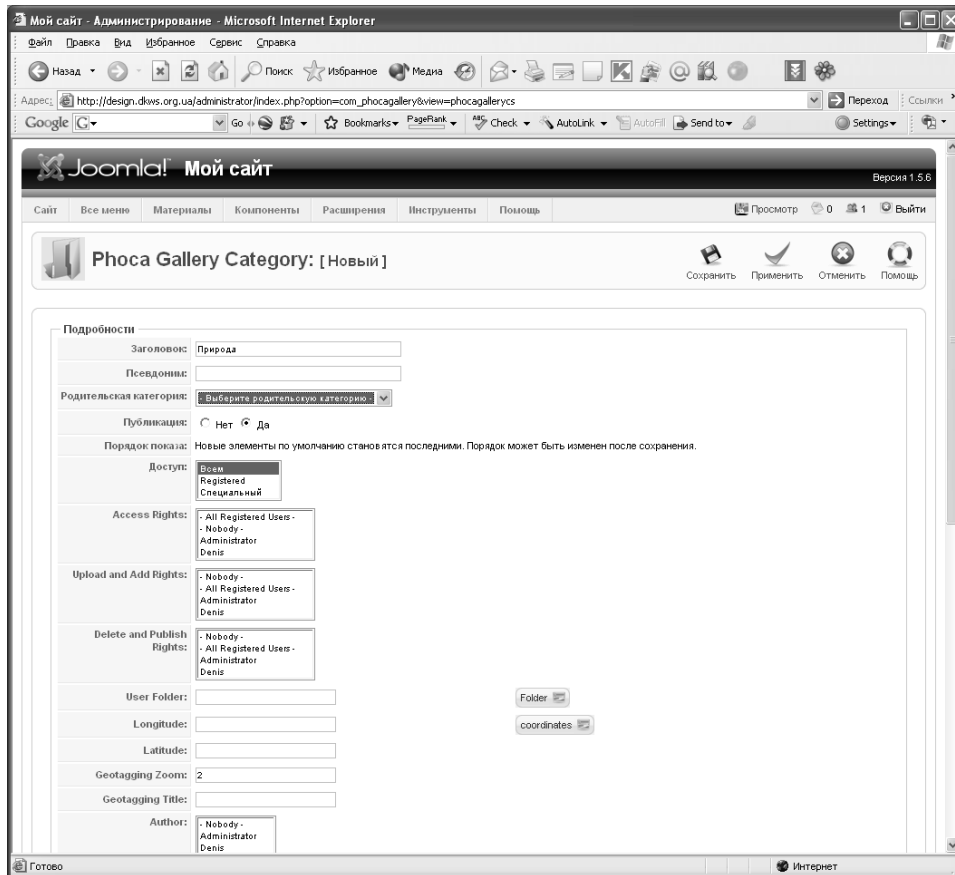 Мой сайт - Администрирование - Microsoft Internet Explorer
Файл Правка Вид Избранное Сервис Справка
Назад Поиск Избранное Медиа
Адрес: http://design.dkws.org.ua/administrator/index.php?option=com_phocagallery&view=phocagallerycs Переход Ссылки »
Google G Go Bookmarks PageRank ABC Check AutoLink AutoFill Send to Settings
Joomla! Мой сайт
Версия 1.5.6
Сайт Все меню Материалы Компоненты Расширения Инструменты Помощь Просмотр 0 1 Выйти
Phoca Gallery Category: [ Новый ]
Сохранить Применить Отменить Помощь
Подробности
Заголовок: Природа
Псевдоним:
Родительская категория: - Выберите родительскую категорию -
Публикация: Нет Да
Порядок показа: Новые элементы по умолчанию становятся последними. Порядок может быть изменен после сохранения.
Доступ: Всем
Registered
Специальный
Access Rights: - All Registered Users -
- Nobody -
Administrator
Denis
Upload and Add Rights: - Nobody -
- All Registered Users -
Administrator
Denis
Delete and Publish Rights: - Nobody -
- All Registered Users -
Administrator
Denis
User Folder: Folder
Longitude: coordinates
Latitude:
Geotagging Zoom: 2
Geotagging Title:
Author: - Nobody -
Administrator
Denis
Готово Интернет